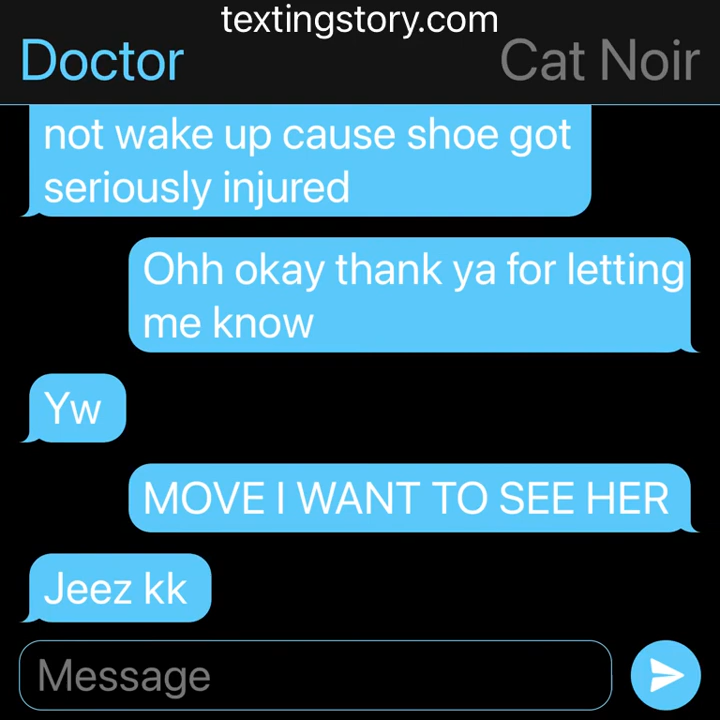 textingstory.com
Doctor
Cat Noir
not wake up cause shoe got
seriously injured
Ohh okay thank ya for letting
me know
Yw
MOVE I WANT TO SEE HER
Jeez kk
Message